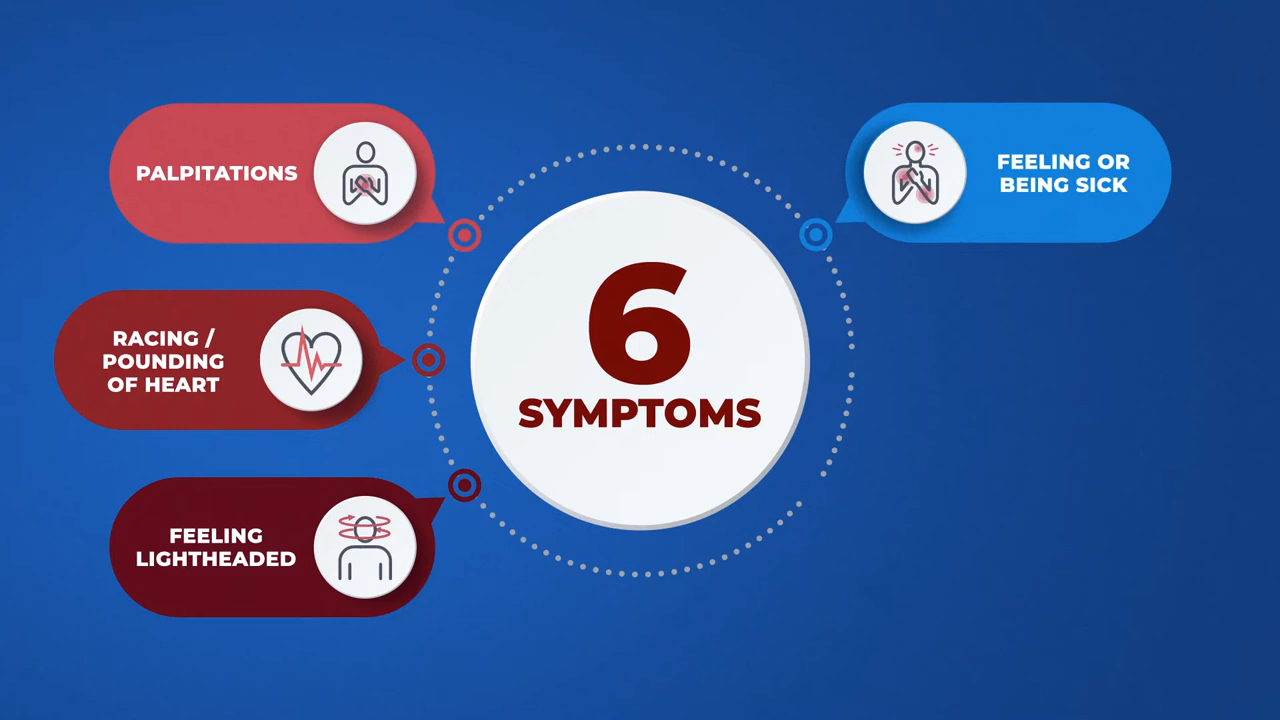 PALPITATIONS
RACING /
POUNDING
OF HEART
FEELING
LIGHTHEADED
6
SYMPTOMS
FEELING OR
BEING SICK